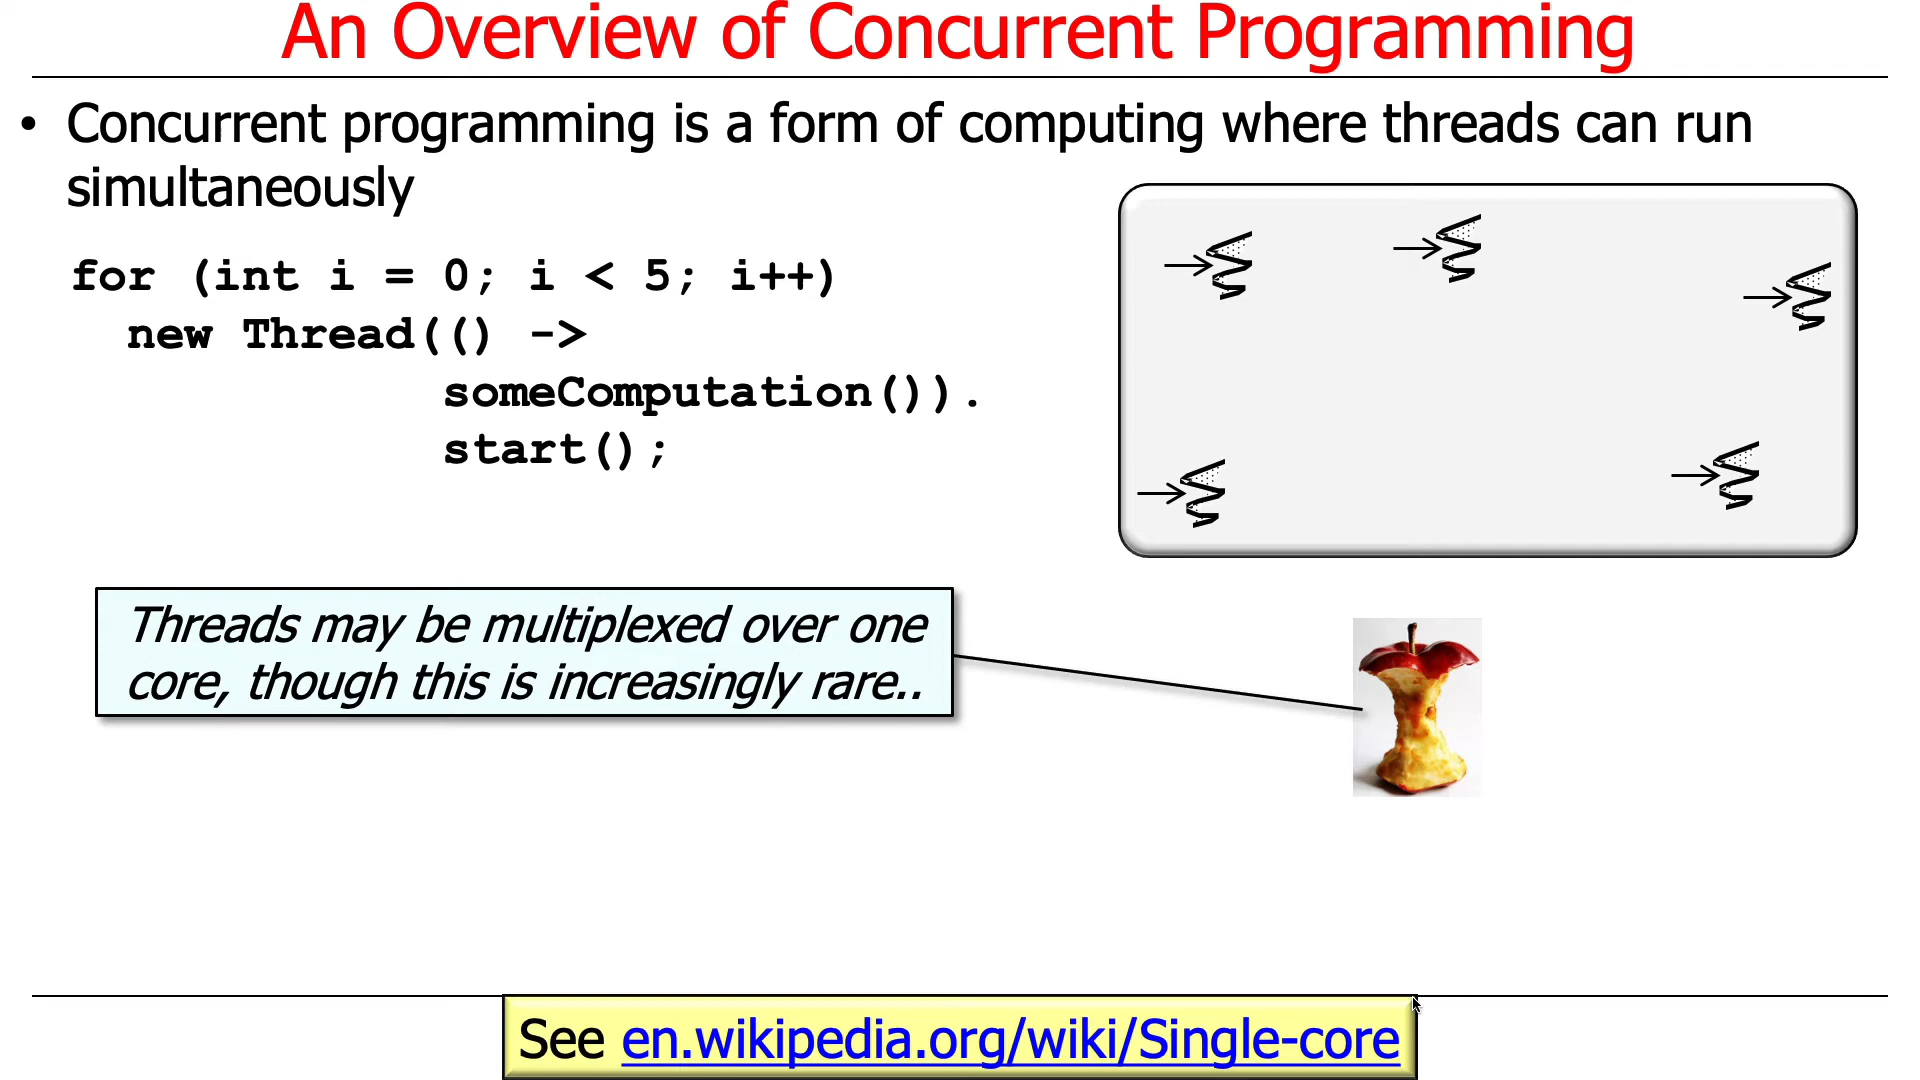 An Overview of Concurrent Programming
• Concurrent programming is a form of computing where threads can run
simultaneously
for (int i = 0; i < 5; i++)
new Thread(() ->
someComputation()).
start();
Threads may be multiplexed over one
core, though this is increasingly rare..
See en.wikipedia.org/wiki/Single-core